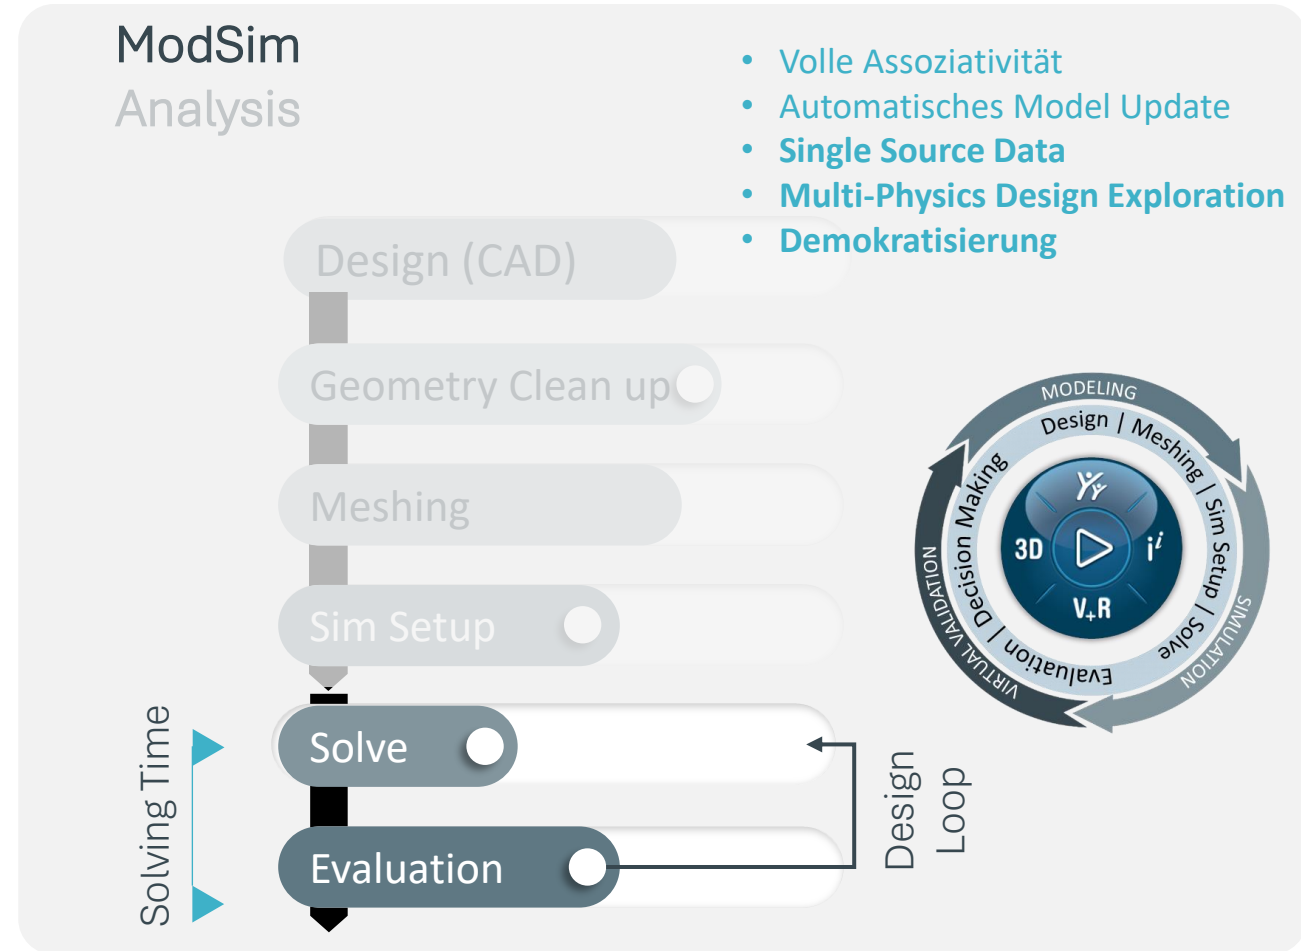 ModSim
Analysis
• Volle Assoziativität
• Automatisches Model Update
• Single Source Data
• Multi-Physics Design Exploration
• Demokratisierung
Design (CAD)
Geometry Clean up
Meshing
Sim Setup
Solve
Evaluation
Solving Time
Design
Loop
MODELING
SIMULATION
VIRTUAL VALIDATION
Design | Meshing | Sim Setup | Solve
Evaluation | Decision Making
3D
i
V+R